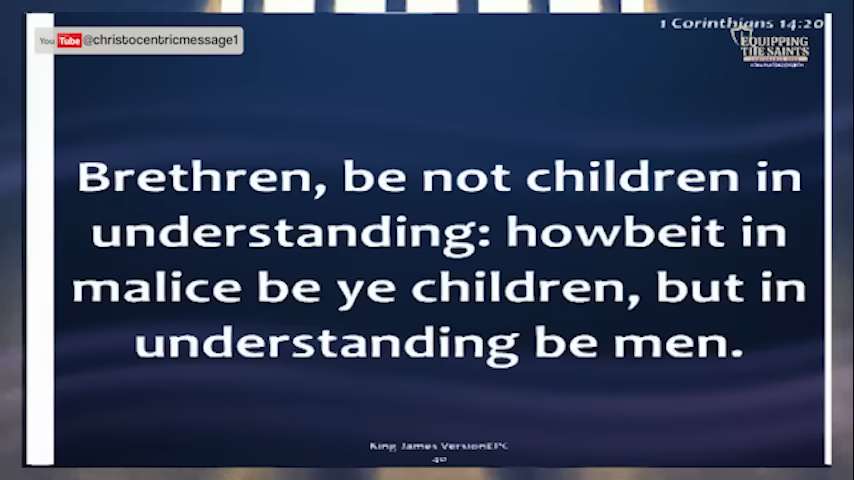 1 Corinthians 14:20
You Tube @christocentricmessage1
EQUIPPING
THE SAINTS
Brethren, be not children in
understanding: howbeit in
malice be ye children, but in
understanding be men.
King James VersionEPC